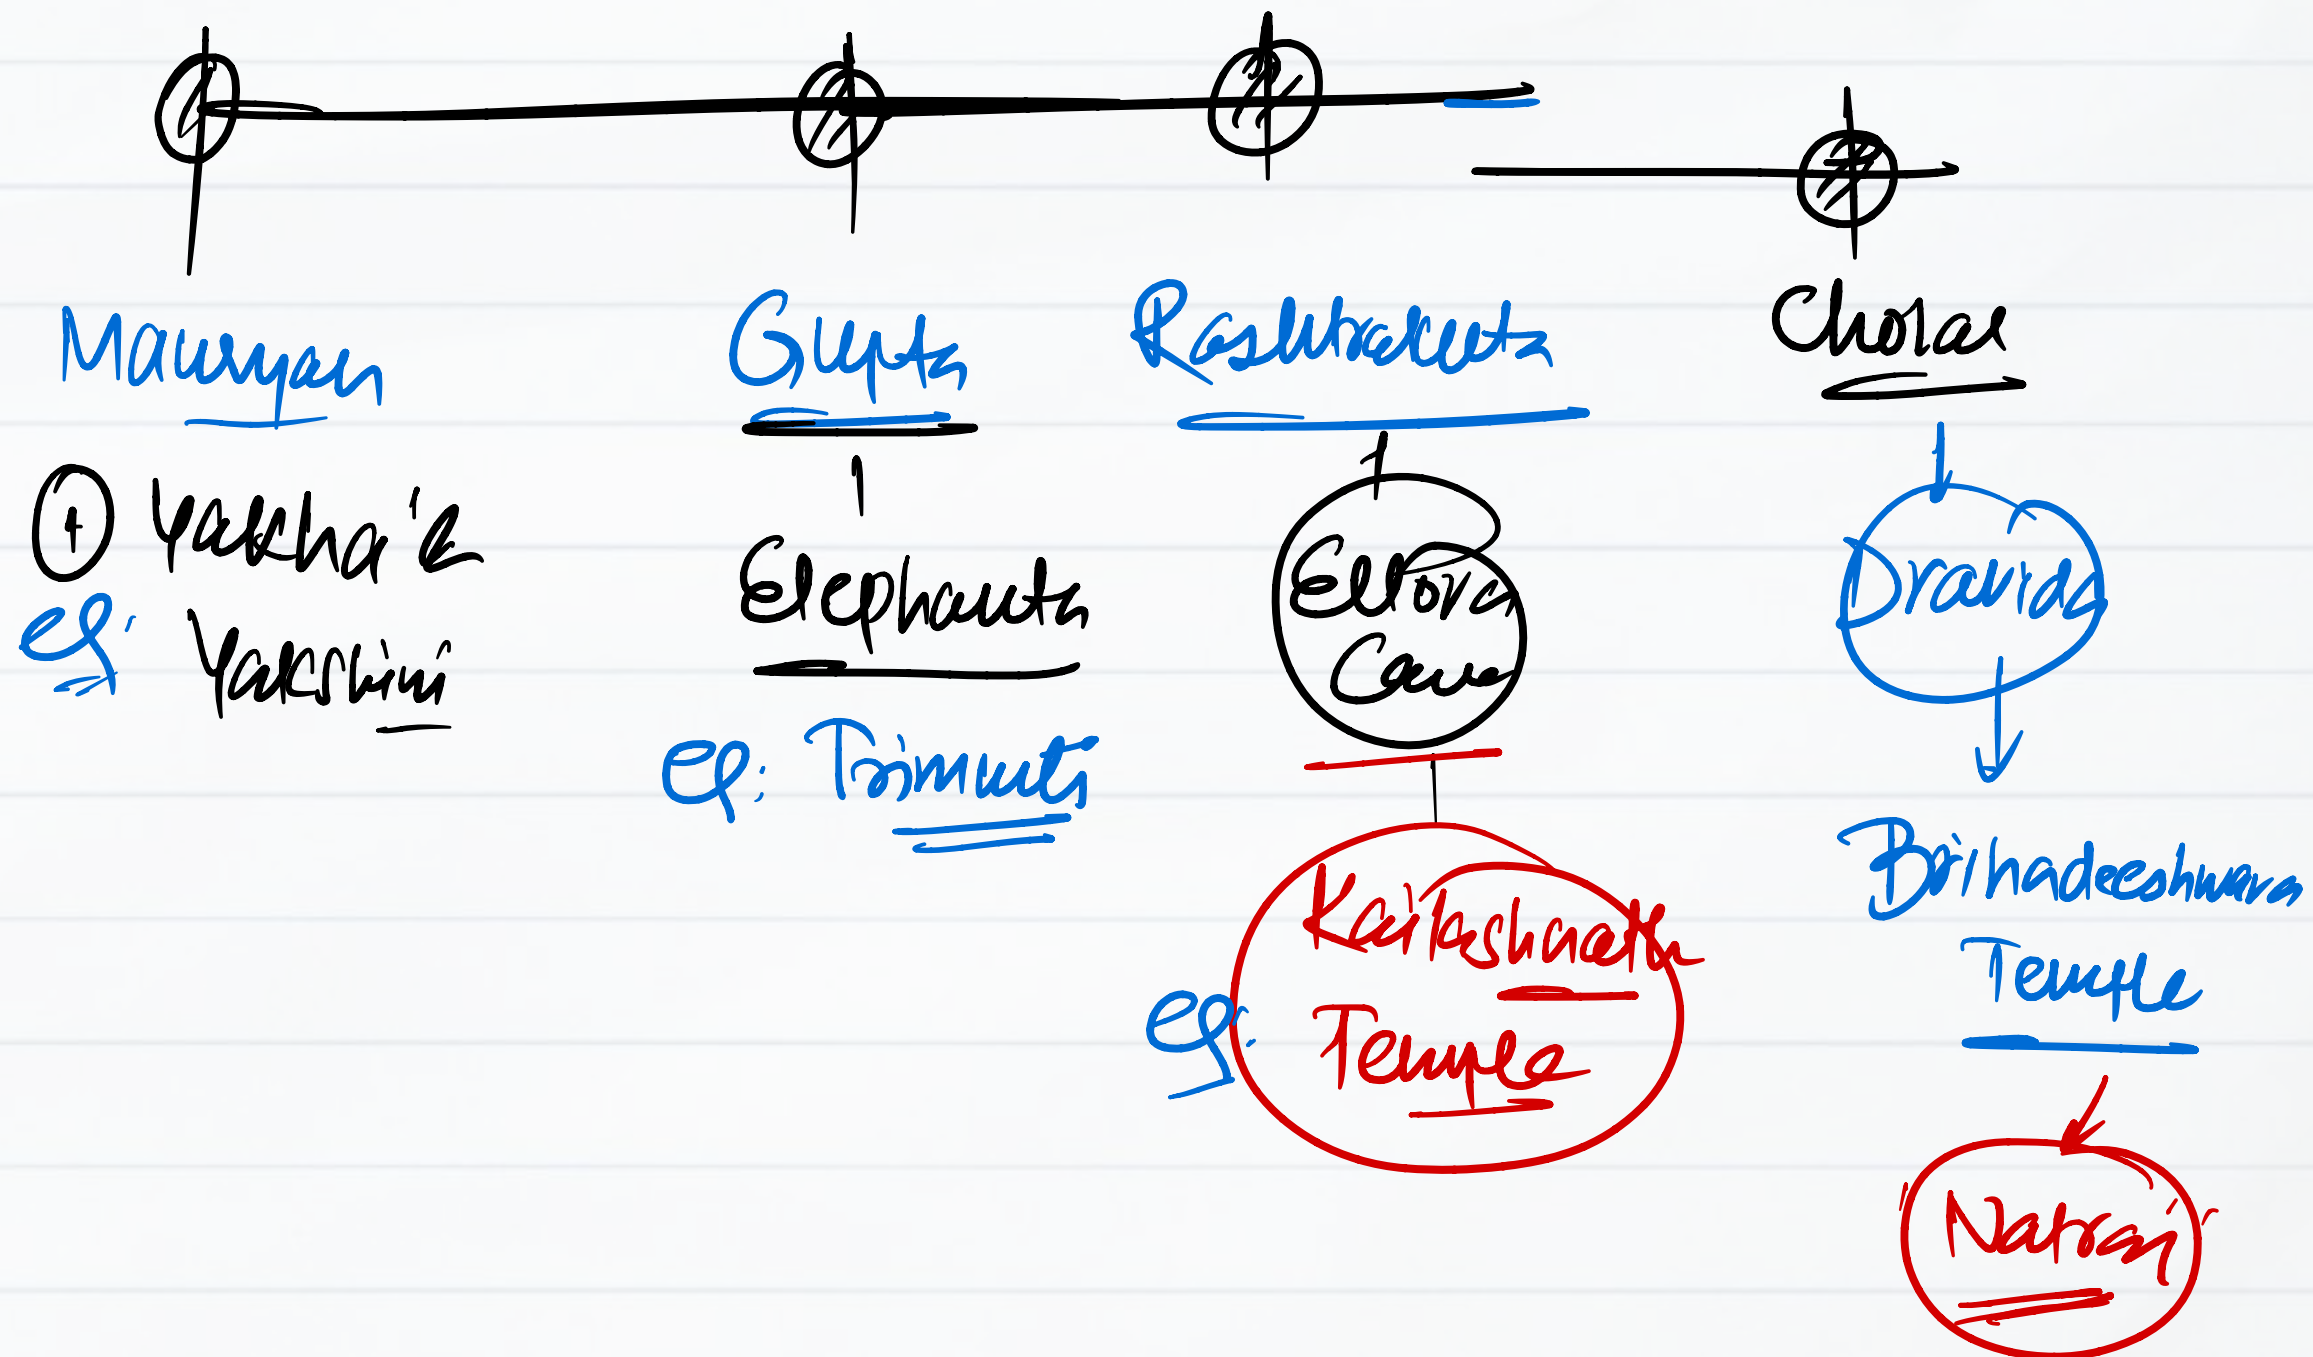 Mauryan
Gupta
Rashtrakuta
Cholas
1 Yaksha &
eg: Yakshini
Elephanta
eg: Trimurti
Ellora
Cave
eg: Kailashnath
Temple
Dravida
Brihadeeshwara
Temple
Natraj